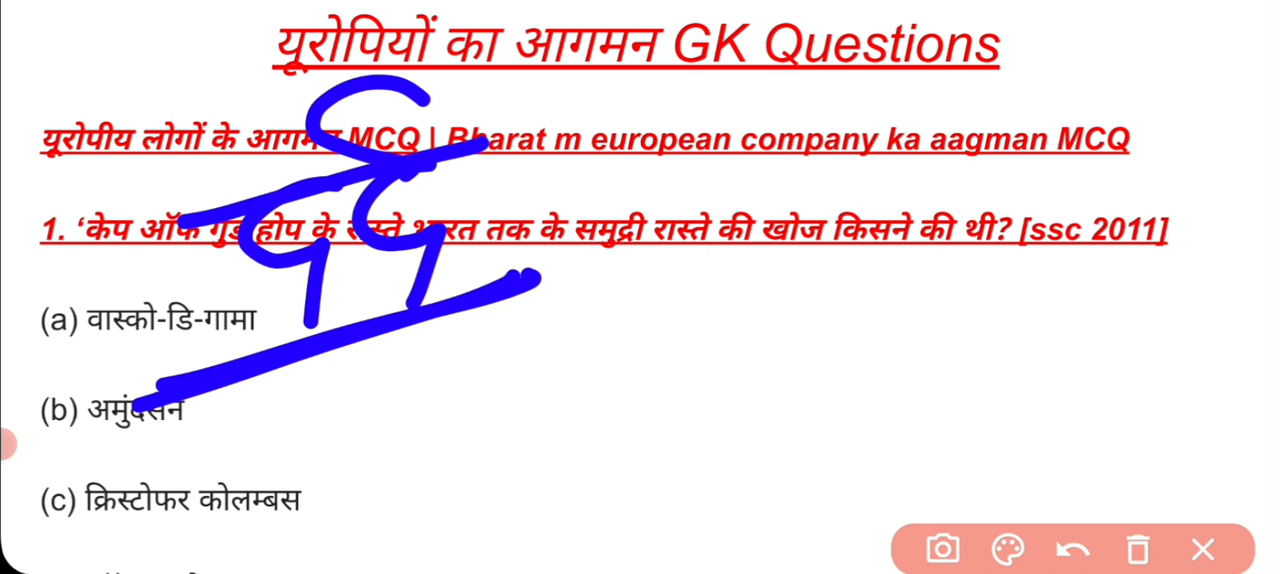 यूरोपियों का आगमन GK Questions
यूरोपीय लोगों के आगमन MCQ | Bharat m european company ka aagman MCQ
1. ‘केप ऑफ गुड होप के रास्ते भारत तक के समुद्री रास्ते की खोज किसने की थी? [ssc 2011]
(a) वास्को-डि-गामा
(b) अमुंदसन
(c) क्रिस्टोफर कोलम्बस